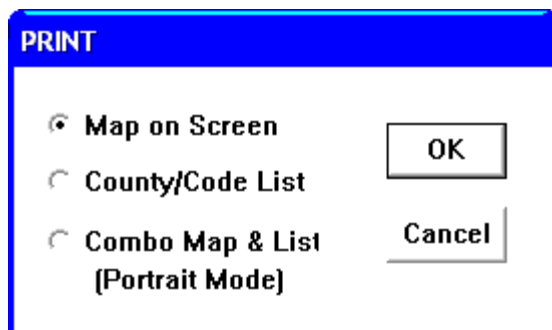 PRINT
Map on Screen
OK
County/Code List
Combo Map & List
Cancel
(Portrait Mode)